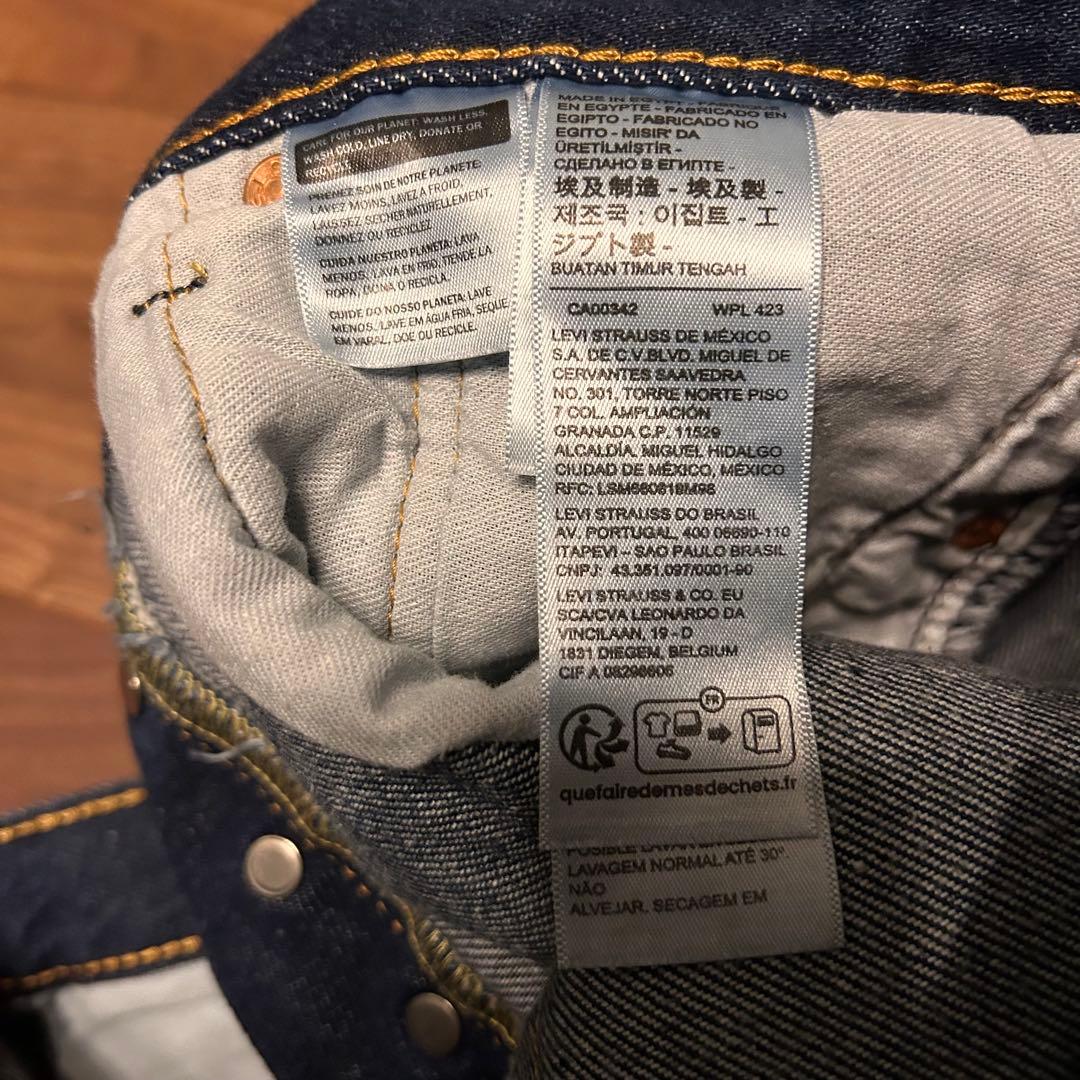 CARE FOR OUR PLANET: WASH LESS,
WASH COLD, LINE DRY, DONATE OR
RECYCLE.
PRENEZ SOIN DE NOTRE PLANETE:
LAVEZ MOINS, LAVEZ A FROID,
LAISSEZ SECHER NATURELLEMENT,
DONNEZ OU RECYCLEZ.
CUIDA NUESTRO PLANETA: LAVA
MENOS, LAVA EN FRIO, TIENDE LA
ROPA, DONA O RECICLA.
CUIDE DO NOSSO PLANETA: LAVE
MENOS, LAVE EM ÁGUA FRIA, SEQUE
EM VARAL, DOE OU RECICLE.
MADE IN EGYPT - FABRIQUE
EN EGYPTE - FABRICADO EN
EGIPTO - FABRICADO NO
EGITO - MISIR' DA
ÜRETİLMİŞTİR -
СДЕЛАНО В ЕГИПТЕ -
埃及制造 - 埃及製 -
제조국 : 이집트 - エ
ジプト製 -
BUATAN TIMUR TENGAH
CA00342 WPL 423
LEVI STRAUSS DE MÉXICO
S.A. DE C.V.BLVD. MIGUEL DE
CERVANTES SAAVEDRA
NO. 301, TORRE NORTE PISO
7 COL. AMPLIACIÓN
GRANADA C.P. 11529
ALCALDÍA, MIGUEL HIDALGO
CIUDAD DE MÉXICO, MÉXICO
RFC:
LEVI STRAUSS DO BRASIL
AV. PORTUGAL, 400 06690-110
ITAPEVI - SAO PAULO BRASIL
CNPJ: 43.351.097/0001-90
LEVI STRAUSS & CO. EU
SCA/CVA LEONARDO DA
VINCILAAN, 19 - D
1831 DIEGEM, BELGIUM
CIF A 08298606
FR
quefairedemesdechets.fr
LAVAGEM NORMAL ATÉ 30°.
NÃO
ALVEJAR. SECAGEM EM